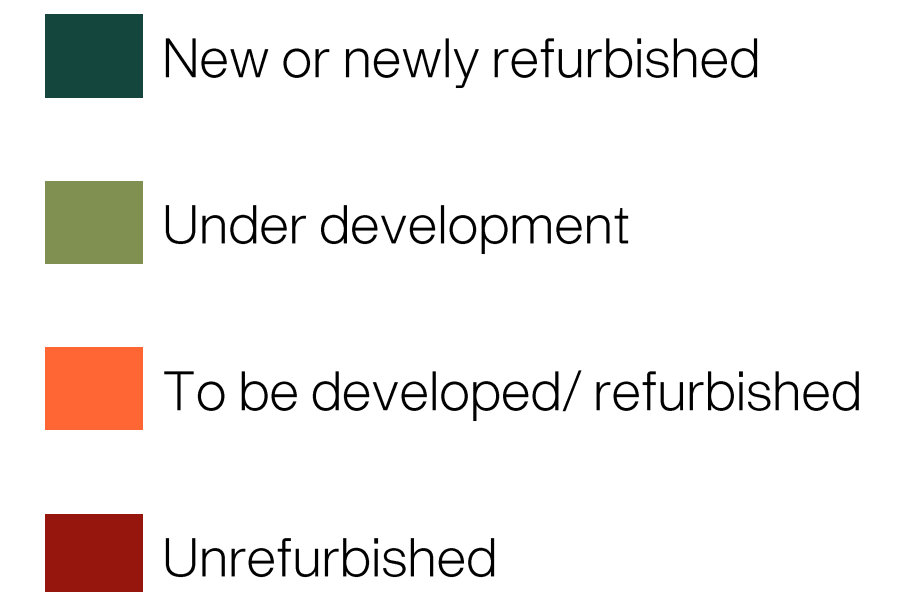 New or newly refurbished
Under development
To be developed/ refurbished
Unrefurbished